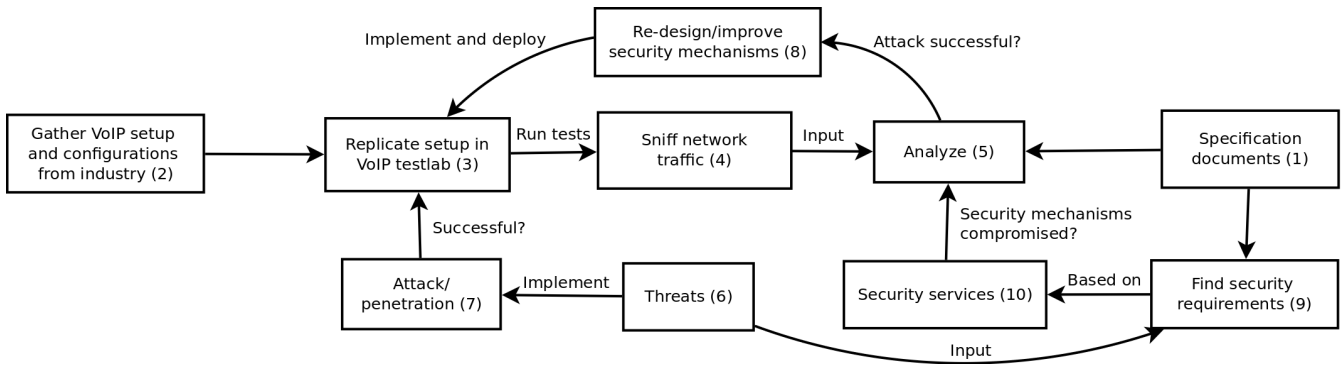 Re-design/improve
security mechanisms (8)
Implement and deploy
Attack successful?
Gather VoIP setup
and configurations
from industry (2)
Replicate setup in
VoIP testlab (3)
Run tests
Sniff network
traffic (4)
Input
Analyze (5)
Specification
documents (1)
Successful?
Security mechanisms
compromised?
Attack/
penetration (7)
Implement
Threats (6)
Security services (10)
Based on
Find security
requirements (9)
Input